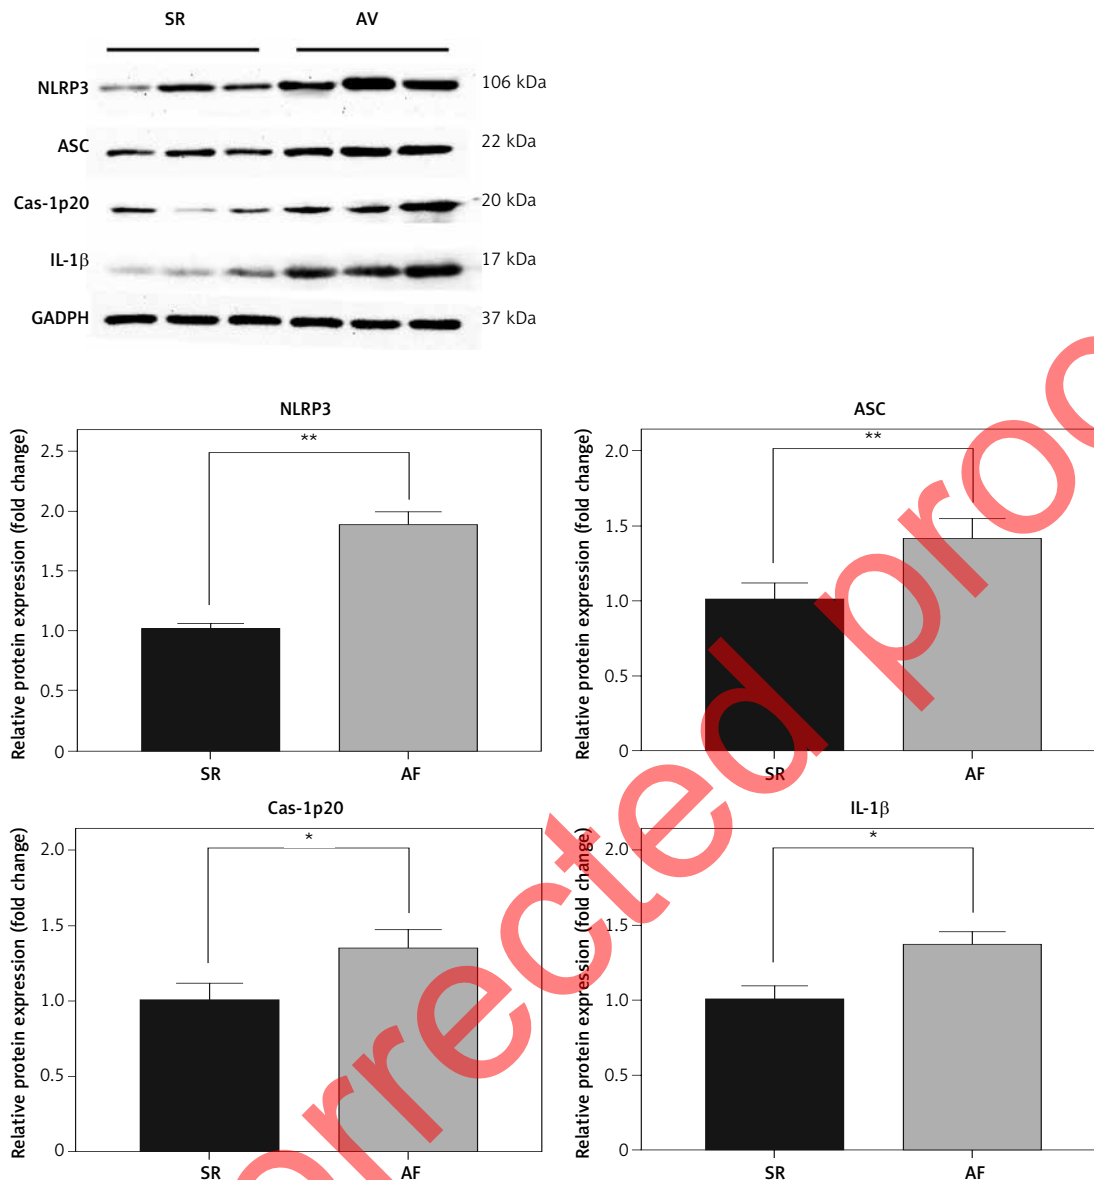 SR AV
NLRP3 106 kDa
ASC 22 kDa
Cas-1p20 20 kDa
IL-1β 17 kDa
GADPH 37 kDa
NLRP3
Relative protein expression (fold change)
2.5
2.0
1.5
1.0
0.5
0
**
SR AF
ASC
Relative protein expression (fold change)
2.0
1.5
1.0
0.5
0
**
SR AF
Cas-1p20
Relative protein expression (fold change)
2.0
1.5
1.0
0.5
0
*
SR AF
IL-1β
Relative protein expression (fold change)
2.0
1.5
1.0
0.5
0
*
SR AF
orrected proo